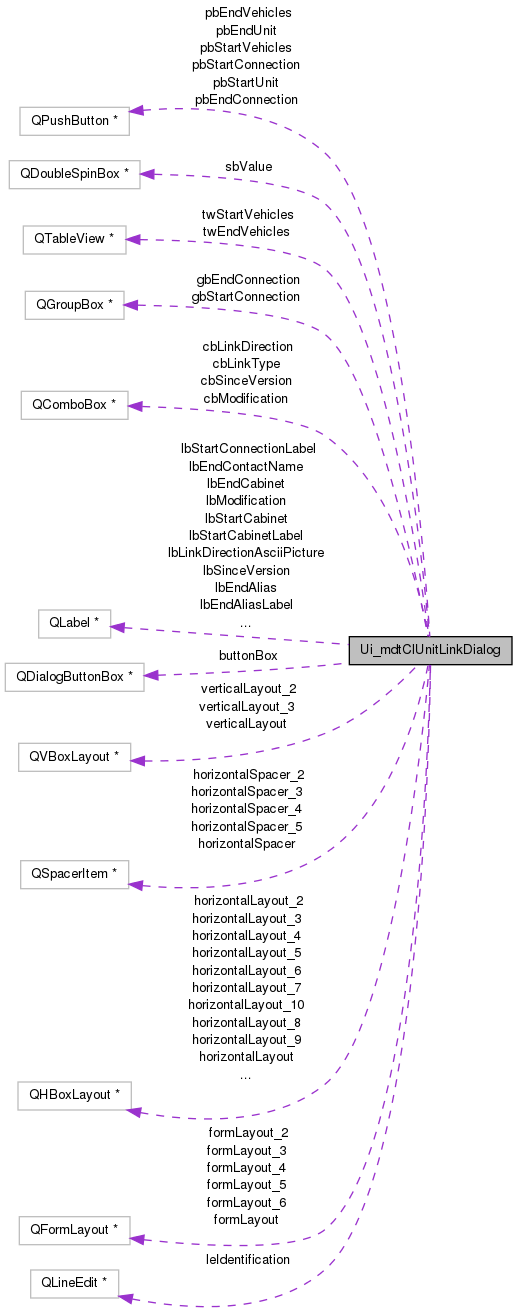 pbEndVehicles
pbEndUnit
pbStartVehicles
pbStartConnection
pbStartUnit
pbEndConnection
QPushButton *
sbValue
QDoubleSpinBox *
twStartVehicles
twEndVehicles
QTableView *
gbEndConnection
gbStartConnection
QGroupBox *
cbLinkDirection
cbLinkType
cbSinceVersion
cbModification
QComboBox *
lbStartConnectionLabel
lbEndContactName
lbEndCabinet
lbModification
lbStartCabinet
lbStartCabinetLabel
lbLinkDirectionAsciiPicture
lbSinceVersion
lbEndAlias
lbEndAliasLabel
...
QLabel *
Ui_mdtClUnitLinkDialog
buttonBox
QDialogButtonBox *
verticalLayout_2
verticalLayout_3
verticalLayout
QVBoxLayout *
horizontalSpacer_2
horizontalSpacer_3
horizontalSpacer_4
horizontalSpacer_5
horizontalSpacer
QSpacerItem *
horizontalLayout_2
horizontalLayout_3
horizontalLayout_4
horizontalLayout_5
horizontalLayout_6
horizontalLayout_7
horizontalLayout_10
horizontalLayout_8
horizontalLayout_9
horizontalLayout
...
QHBoxLayout *
formLayout_2
formLayout_3
formLayout_4
formLayout_5
formLayout_6
formLayout
QFormLayout *
leIdentification
QLineEdit *